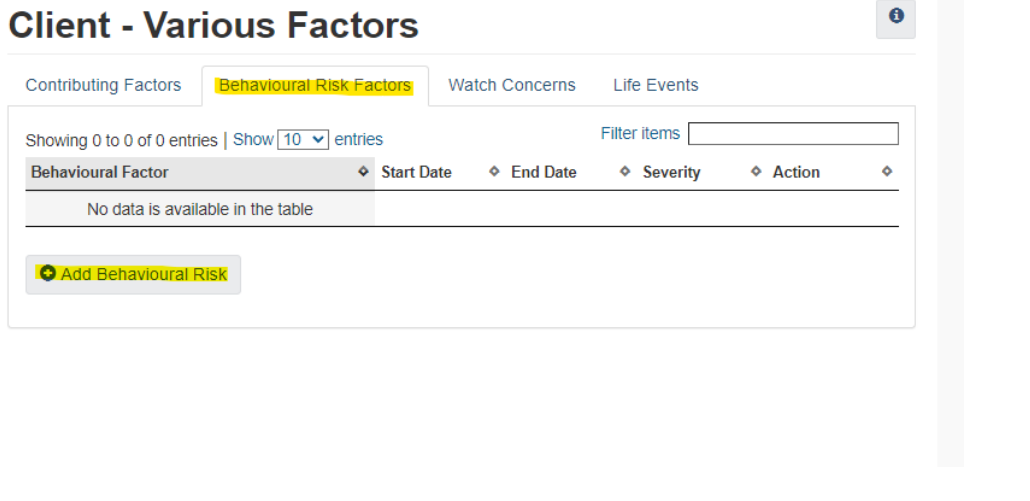 Client - Various Factors
Contributing Factors Behavioural Risk Factors Watch Concerns Life Events
Showing 0 to 0 of 0 entries | Show 10 entries Filter items
Behavioural Factor Start Date End Date Severity Action
No data is available in the table
Add Behavioural Risk